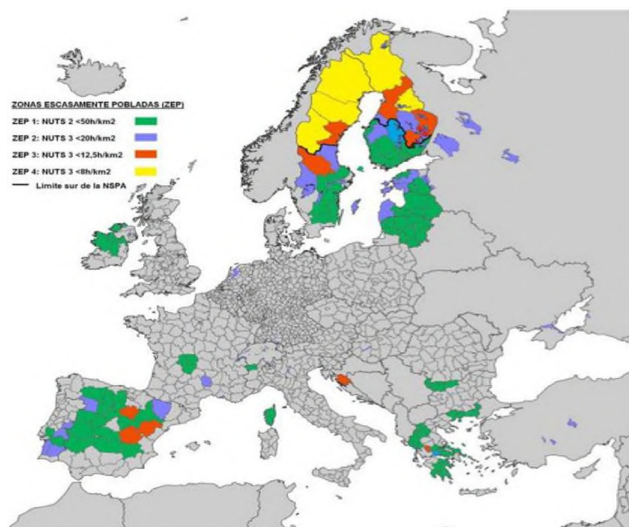 ZONAS ESCASAMENTE POBLADAS (ZEP)
ZEP 1: NUTS 2 <50h/km2
ZEP 2: NUTS 3 <20h/km2
ZEP 3: NUTS 3 <12,5h/km2
ZEP 4: NUTS 3 <8h/km2
Limite sur de la NSPA